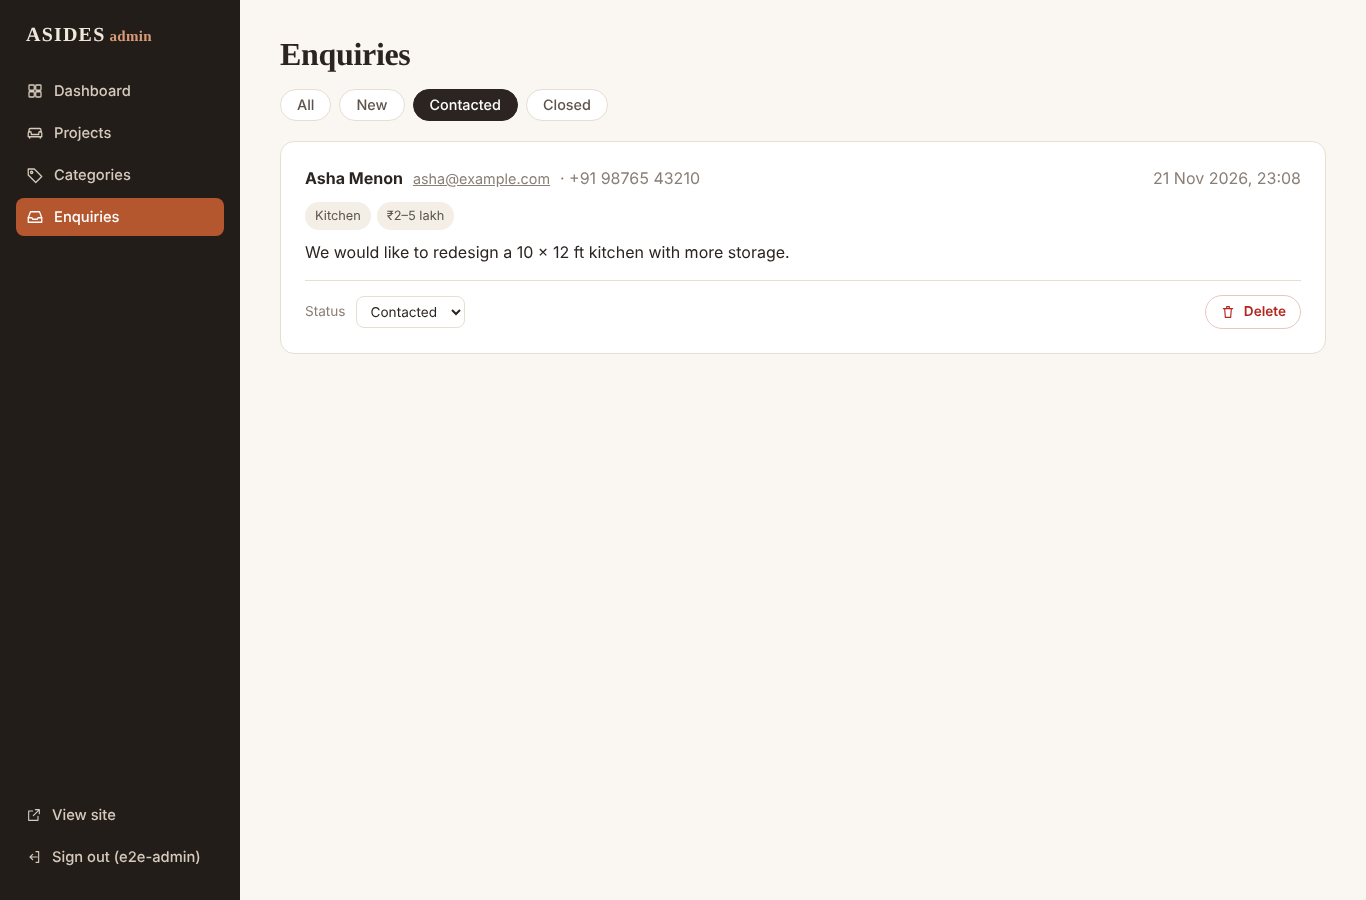 ASIDES admin
Dashboard
Projects
Categories
Enquiries
View site
Sign out (e2e-admin)
Enquiries
All New Contacted Closed
Asha Menon asha@example.com · +91 98765 43210 21 Nov 2026, 23:08
Kitchen ₹2–5 lakh
We would like to redesign a 10 × 12 ft kitchen with more storage.
Status Contacted Delete